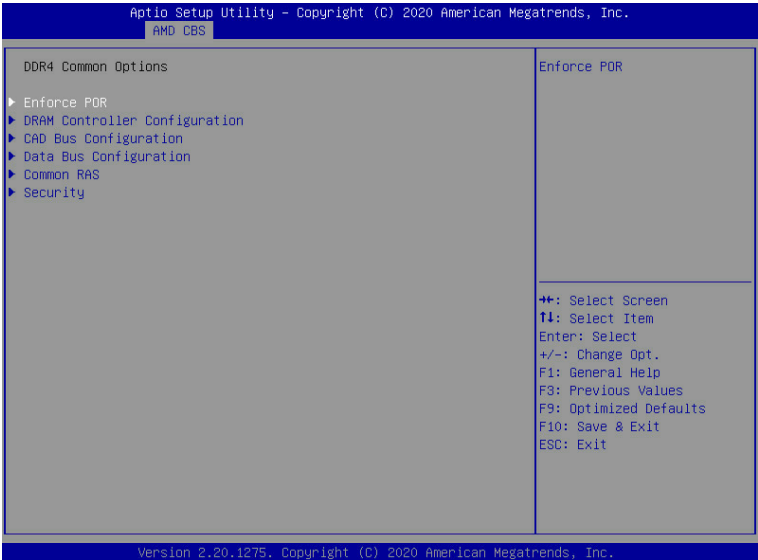 Aptio Setup Utility – Copyright (C) 2020 American Megatrends, Inc.
AMD CBS
DDR4 Common Options
Enforce POR
DRAM Controller Configuration
CAD Bus Configuration
Data Bus Configuration
Common RAS
Security
Enforce POR
→←: Select Screen
↑↓: Select Item
Enter: Select
+/-: Change Opt.
F1: General Help
F3: Previous Values
F9: Optimized Defaults
F10: Save & Exit
ESC: Exit
Version 2.20.1275. Copyright (C) 2020 American Megatrends, Inc.